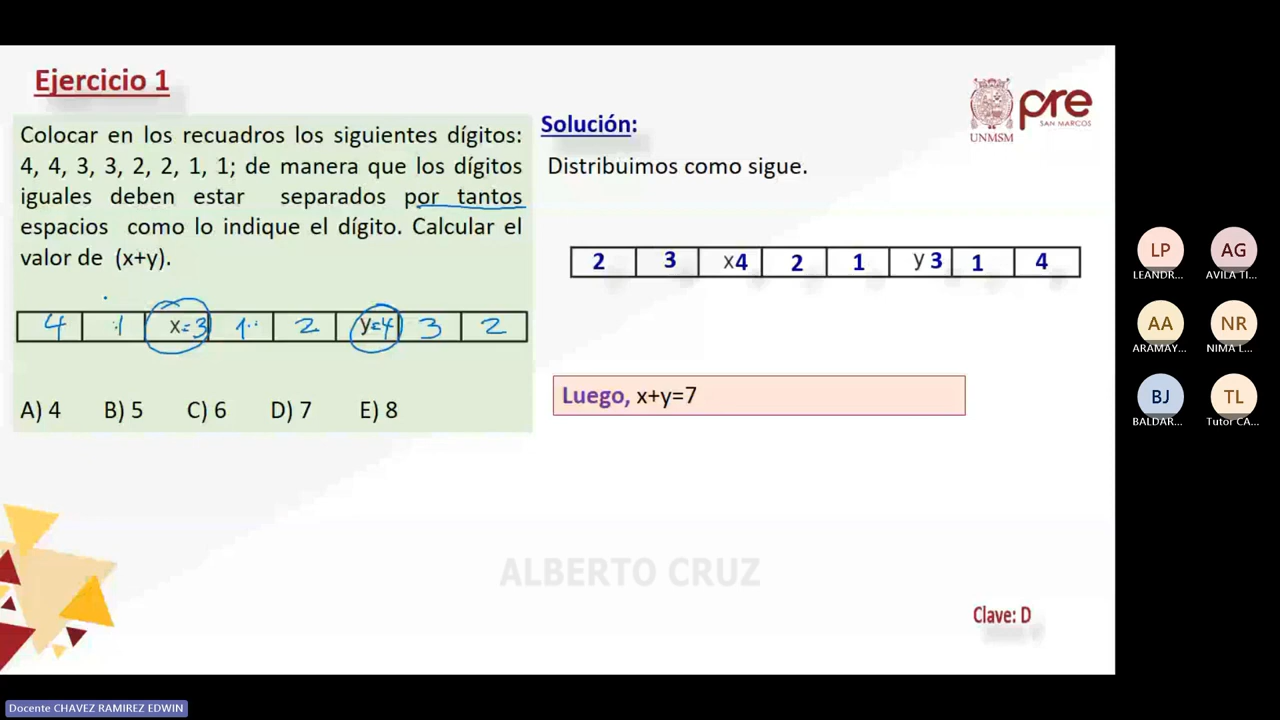 Ejercicio 1
Colocar en los recuadros los siguientes dígitos:
4, 4, 3, 3, 2, 2, 1, 1; de manera que los dígitos
iguales deben estar separados por tantos
espacios como lo indique el dígito. Calcular el
valor de (x+y).
4 1 x=3 1 2 y=4 3 2
A) 4 B) 5 C) 6 D) 7 E) 8
UNMSM
pre
SAN MARCOS
Solución:
Distribuimos como sigue.
2 3 x4 2 1 y3 1 4
Luego, x+y=7
ALBERTO CRUZ
Clave: D
LP AG
LEANDR... AVILA TI...
AA NR
ARAMAY... NIMA L...
BJ TL
BALDAR... Tutor CA...
Docente CHAVEZ RAMIREZ EDWIN